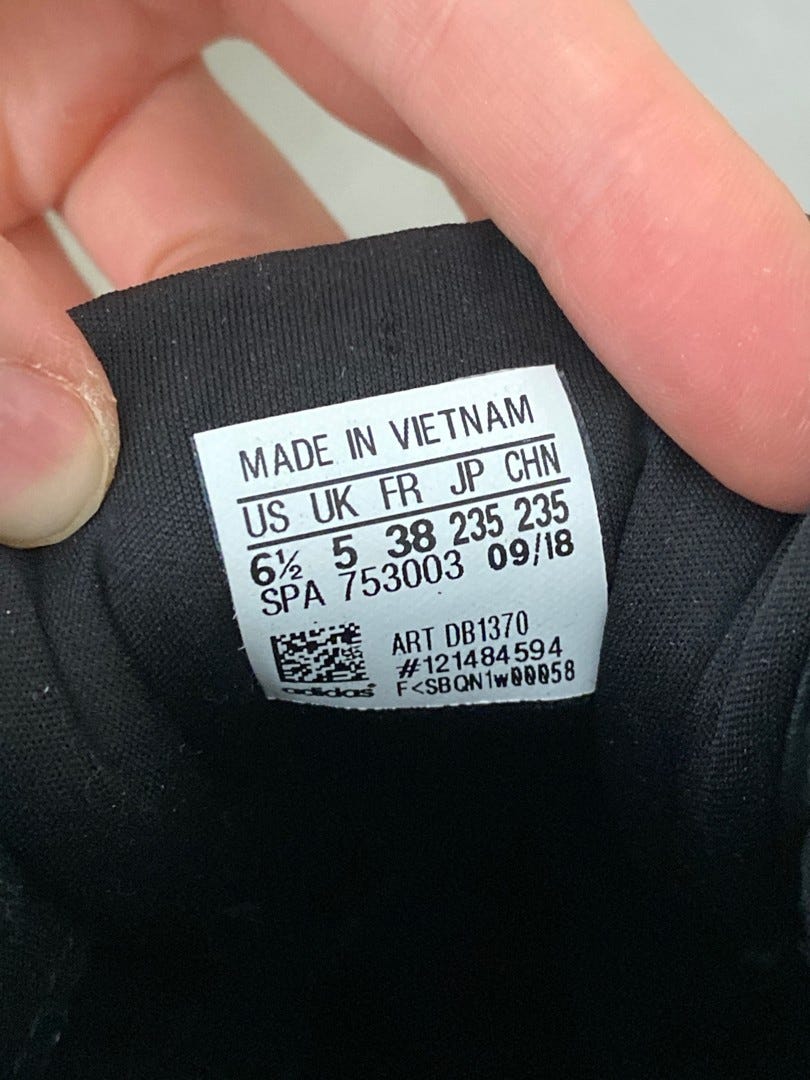 MADE IN VIETNAM
US UK FR JP CHN
6½ 5 38 235 235
SPA 753003 09/18
ART DB1370
#121484594
adidas F<SBQN1w00058